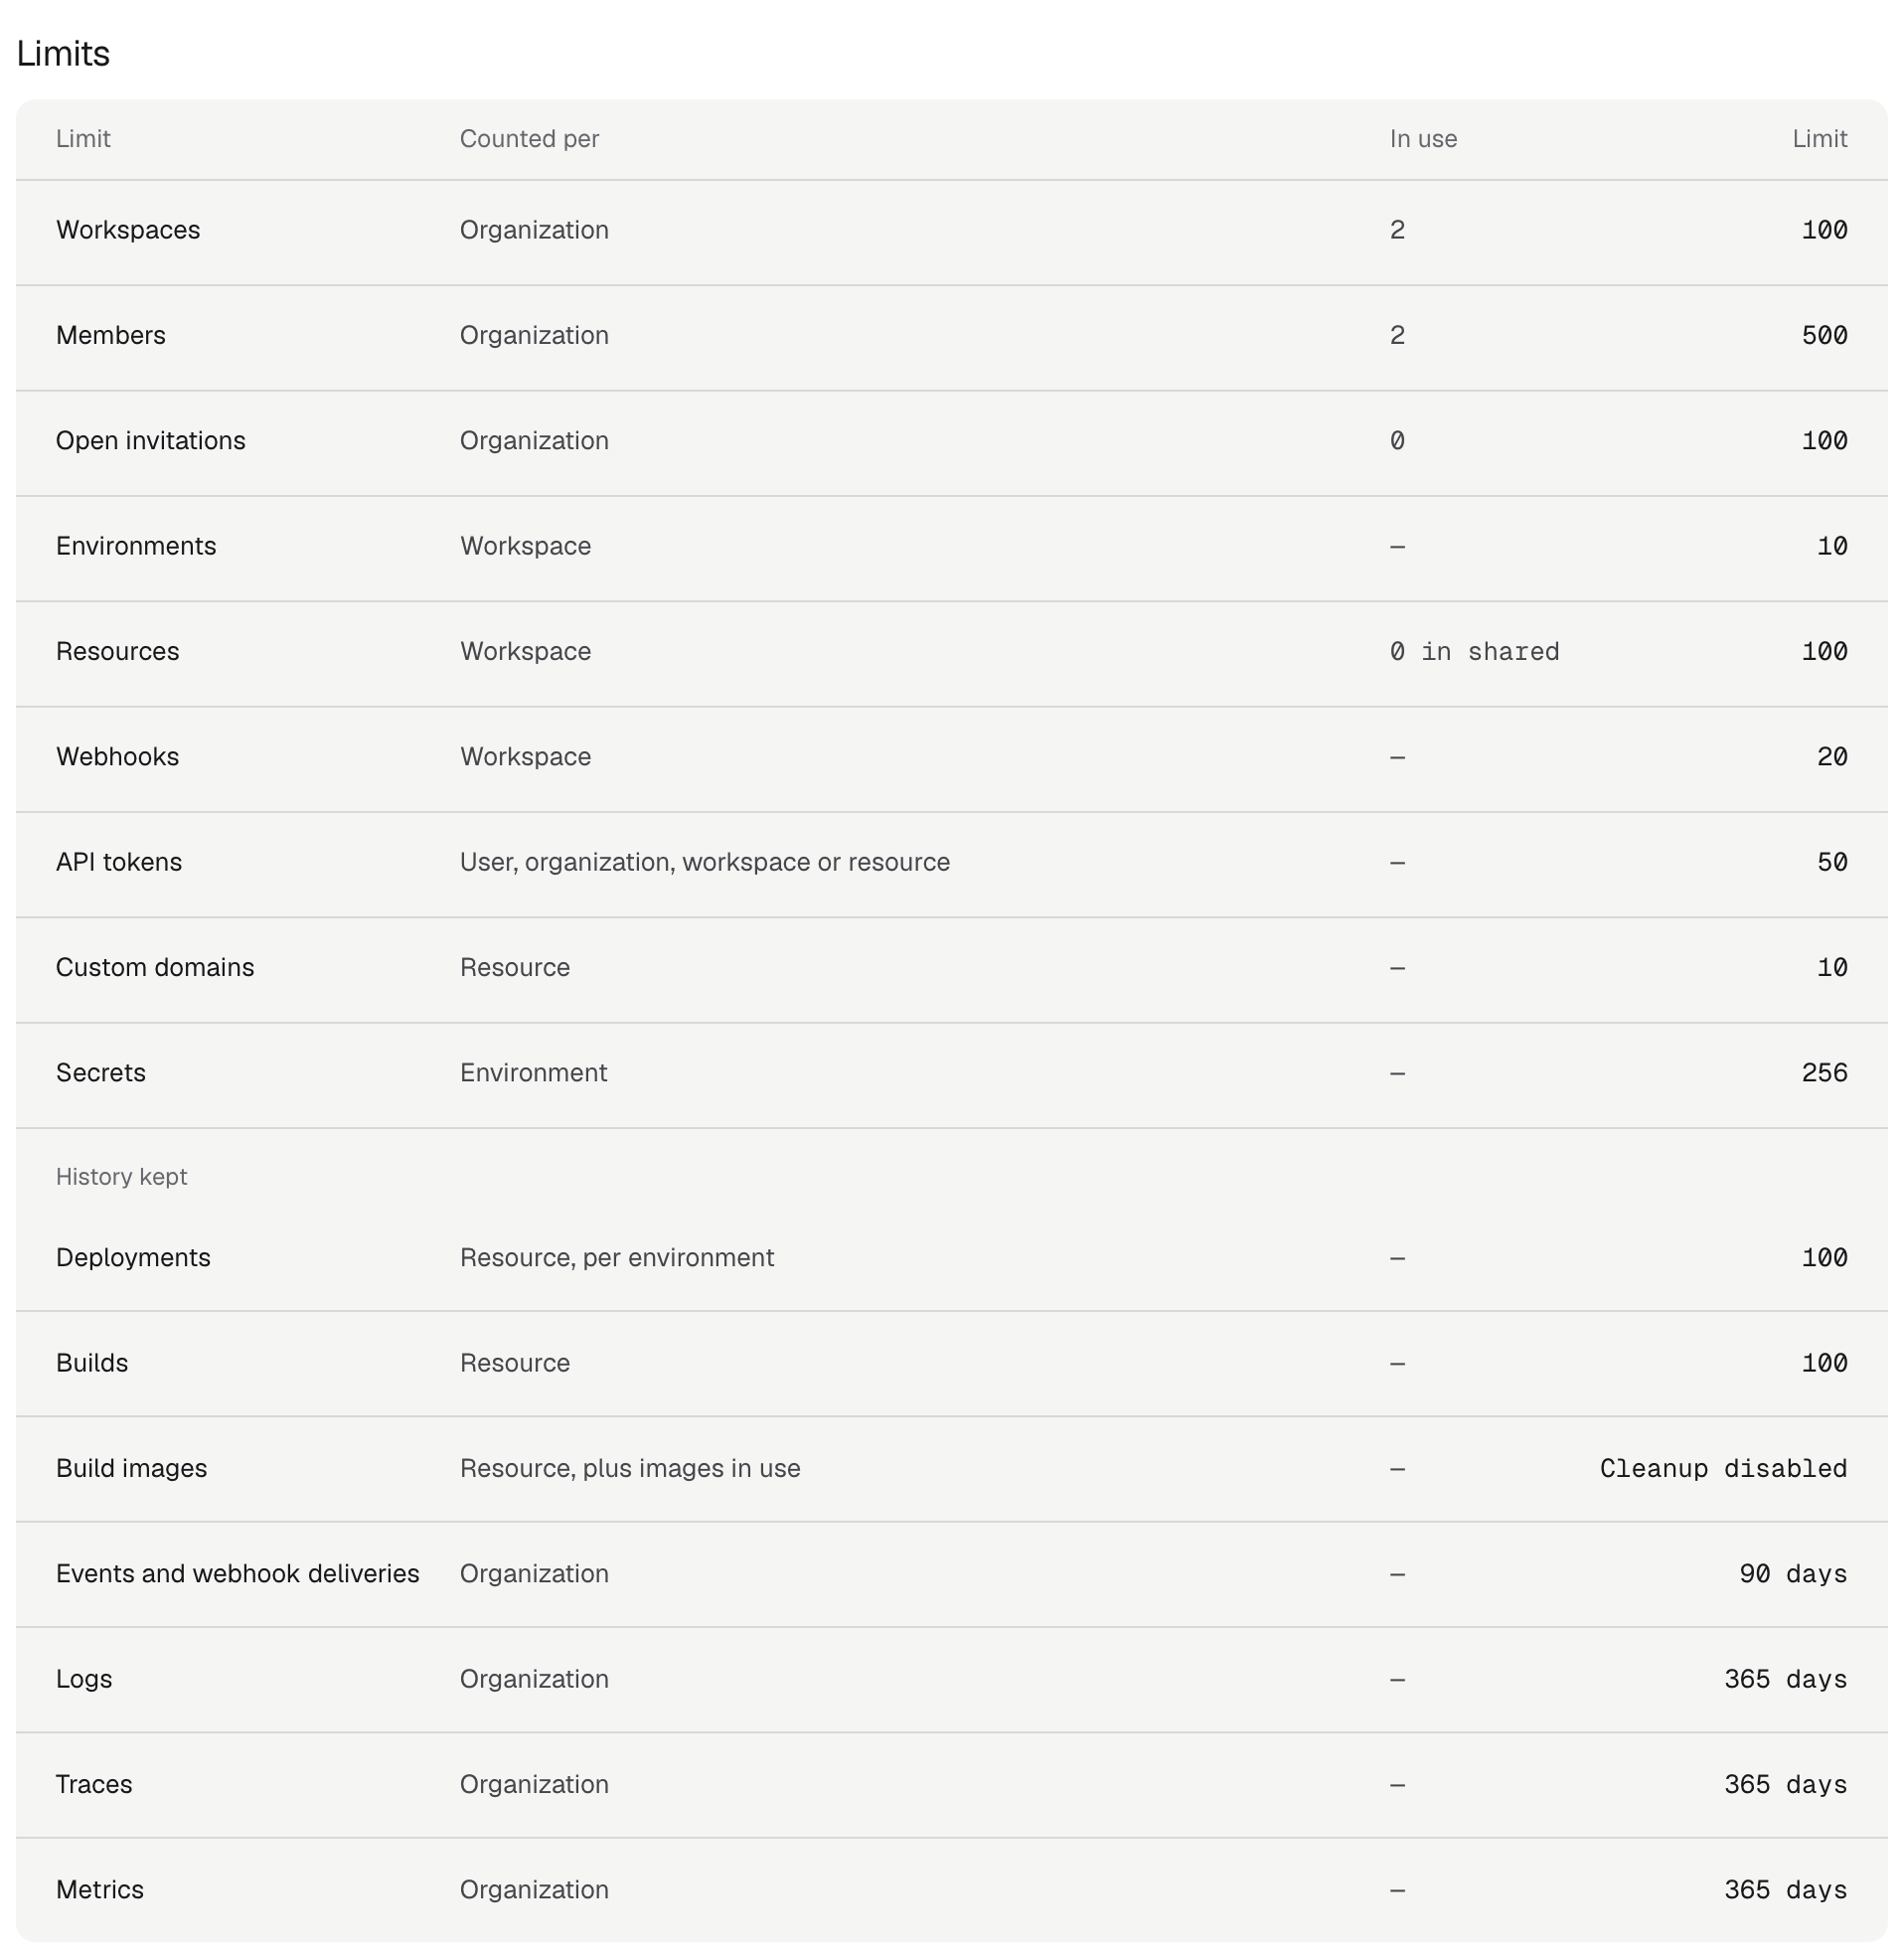 Limits
Limit Counted per In use Limit
Workspaces Organization 2 100
Members Organization 2 500
Open invitations Organization 0 100
Environments Workspace – 10
Resources Workspace 0 in shared 100
Webhooks Workspace – 20
API tokens User, organization, workspace or resource – 50
Custom domains Resource – 10
Secrets Environment – 256
History kept
Deployments Resource, per environment – 100
Builds Resource – 100
Build images Resource, plus images in use – Cleanup disabled
Events and webhook deliveries Organization – 90 days
Logs Organization – 365 days
Traces Organization – 365 days
Metrics Organization – 365 days